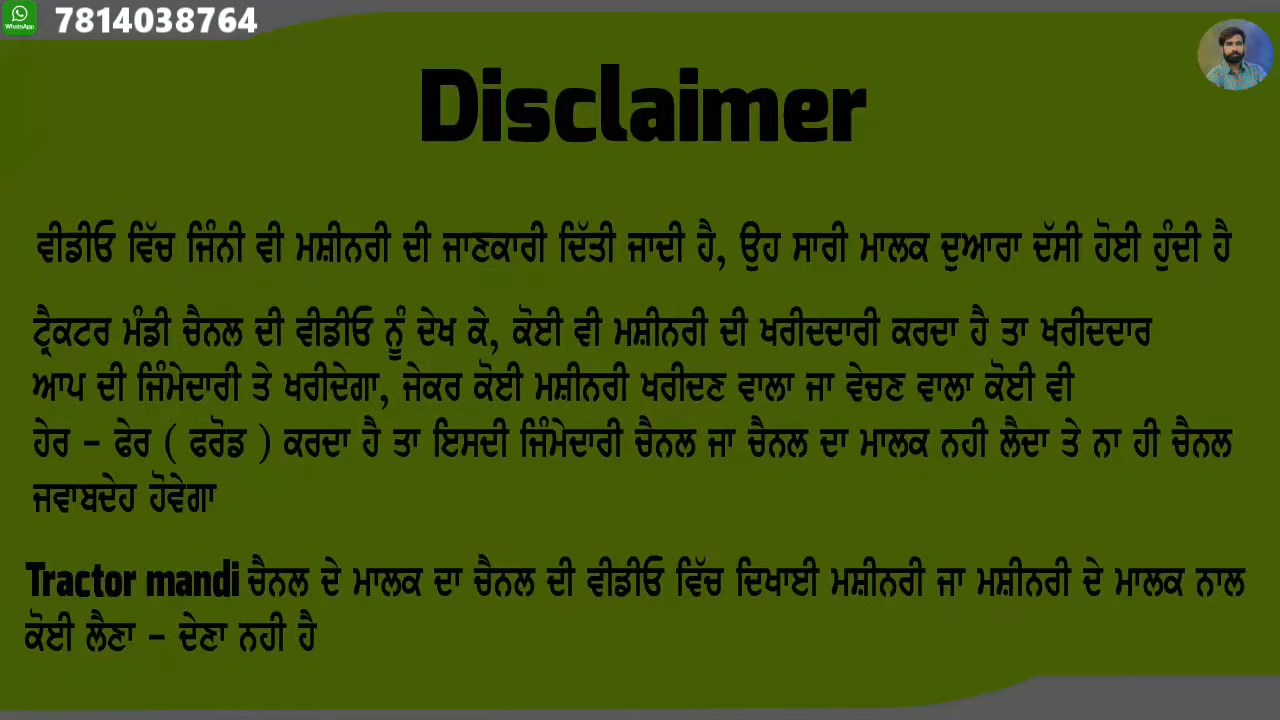 WhatsApp 7814038764
Disclaimer
ਵੀਡੀਓ ਵਿੱਚ ਜਿੰਨੀ ਵੀ ਮਸ਼ੀਨਰੀ ਦੀ ਜਾਣਕਾਰੀ ਦਿੱਤੀ ਜਾਦੀ ਹੈ, ਉਹ ਸਾਰੀ ਮਾਲਕ ਦੁਆਰਾ ਦੱਸੀ ਹੋਈ ਹੁੰਦੀ ਹੈ
ਟ੍ਰੈਕਟਰ ਮੰਡੀ ਚੈਨਲ ਦੀ ਵੀਡੀਓ ਨੂੰ ਦੇਖ ਕੇ, ਕੋਈ ਵੀ ਮਸ਼ੀਨਰੀ ਦੀ ਖਰੀਦਦਾਰੀ ਕਰਦਾ ਹੈ ਤਾ ਖਰੀਦਦਾਰ
ਆਪ ਦੀ ਜਿੰਮੇਦਾਰੀ ਤੇ ਖਰੀਦੇਗਾ, ਜੇਕਰ ਕੋਈ ਮਸ਼ੀਨਰੀ ਖਰੀਦਣ ਵਾਲਾ ਜਾ ਵੇਚਣ ਵਾਲਾ ਕੋਈ ਵੀ
ਹੇਰ - ਫੇਰ ( ਫਰੋਡ ) ਕਰਦਾ ਹੈ ਤਾ ਇਸਦੀ ਜਿੰਮੇਦਾਰੀ ਚੈਨਲ ਜਾ ਚੈਨਲ ਦਾ ਮਾਲਕ ਨਹੀ ਲੈਦਾ ਤੇ ਨਾ ਹੀ ਚੈਨਲ
ਜਵਾਬਦੇਹ ਹੋਵੇਗਾ
Tractor mandi ਚੈਨਲ ਦੇ ਮਾਲਕ ਦਾ ਚੈਨਲ ਦੀ ਵੀਡੀਓ ਵਿੱਚ ਦਿਖਾਈ ਮਸ਼ੀਨਰੀ ਜਾ ਮਸ਼ੀਨਰੀ ਦੇ ਮਾਲਕ ਨਾਲ
ਕੋਈ ਲੈਣਾ - ਦੇਣਾ ਨਹੀ ਹੈ